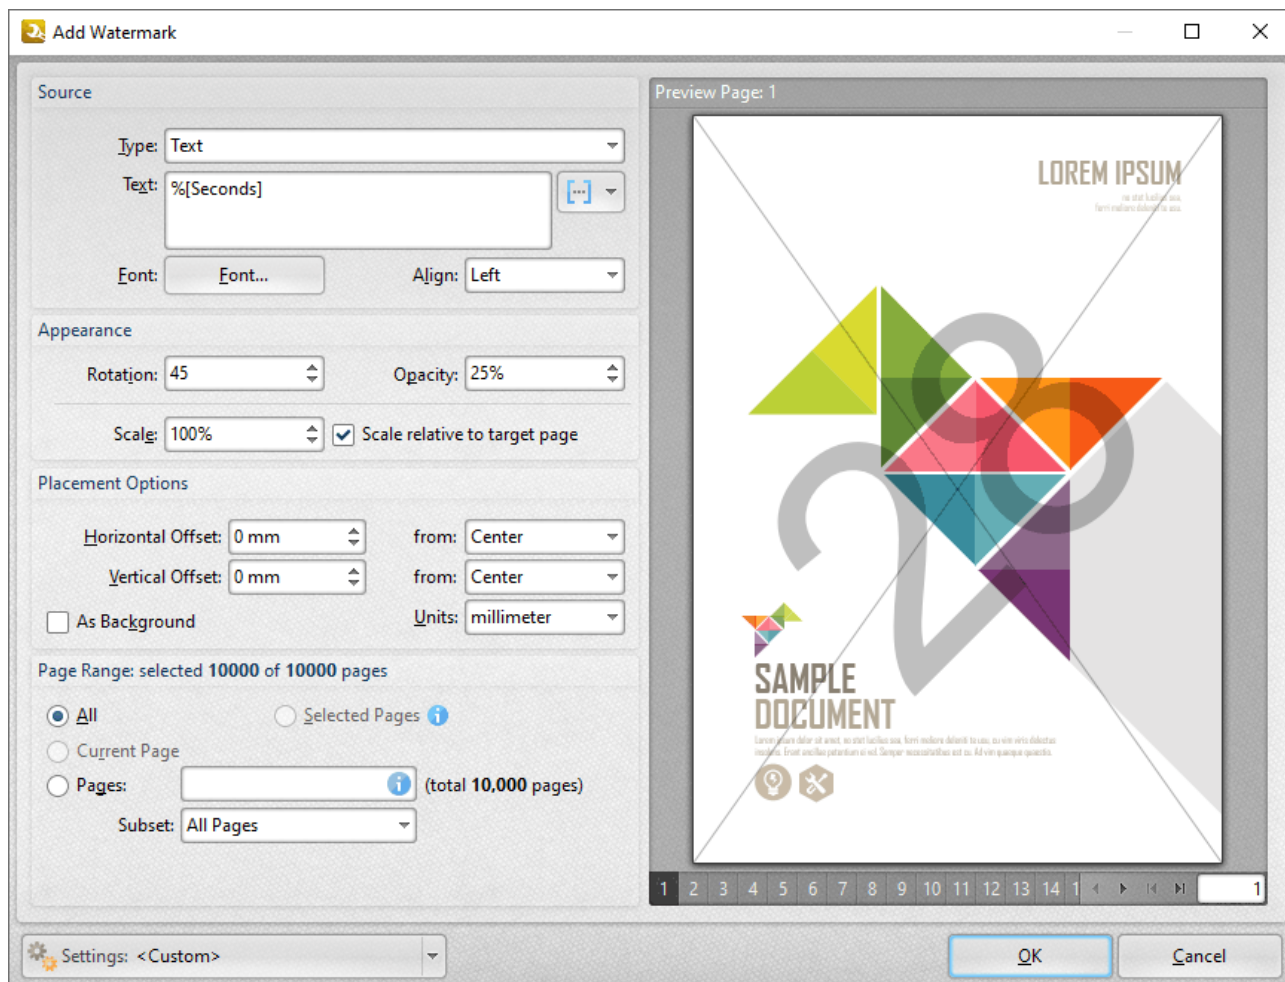 Add Watermark
Source
Type: Text
Text: %[Seconds]
Font: Font... Align: Left
Appearance
Rotation: 45 Opacity: 25%
Scale: 100% Scale relative to target page
Placement Options
Horizontal Offset: 0 mm from: Center
Vertical Offset: 0 mm from: Center
As Background Units: millimeter
Page Range: selected 10000 of 10000 pages
All Selected Pages
Current Page
Pages: (total 10,000 pages)
Subset: All Pages
Preview Page: 1
LOREM IPSUM
28
SAMPLE
DOCUMENT
1 2 3 4 5 6 7 8 9 10 11 12 13 14 1 1
Settings: <Custom> OK Cancel